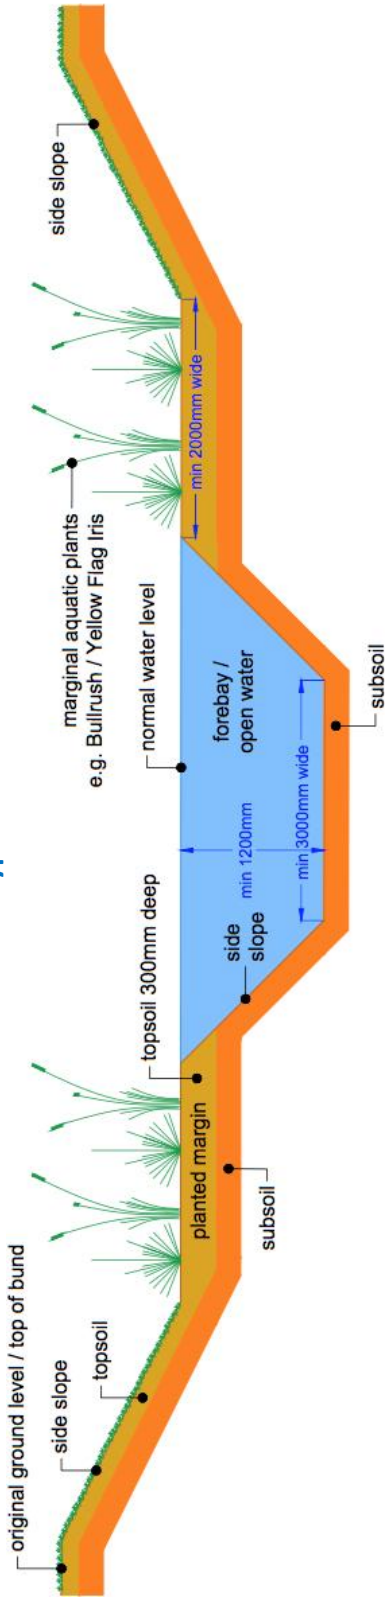 original ground level / top of bund
side slope
topsoil
planted margin
subsoil
topsoil 300mm deep
side
slope
min 1200mm
min 3000mm wide
forebay /
open water
normal water level
subsoil
marginal aquatic plants
e.g. Bullrush / Yellow Flag Iris
min 2000mm wide
side slope